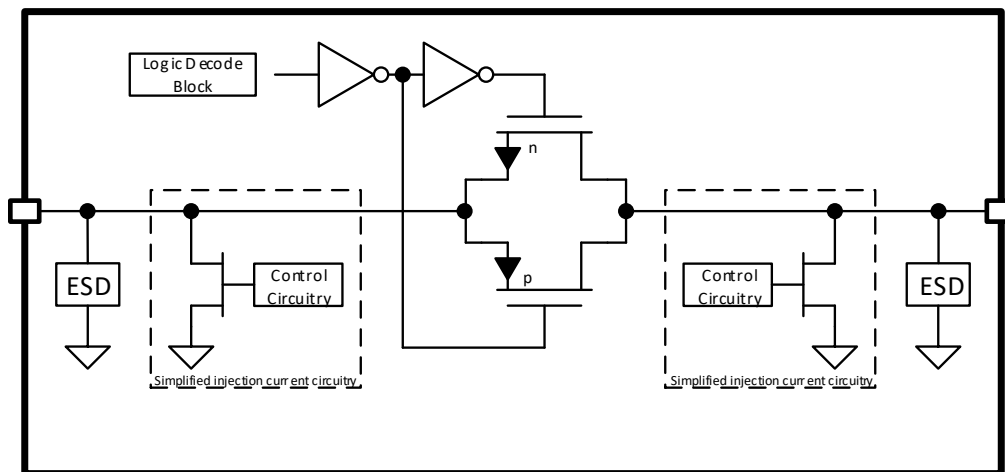 Logic Decode
Block
n
p
ESD
Control
Circuitry
Simplified injection current circuitry
Control
Circuitry
ESD
Simplified injection current circuitry